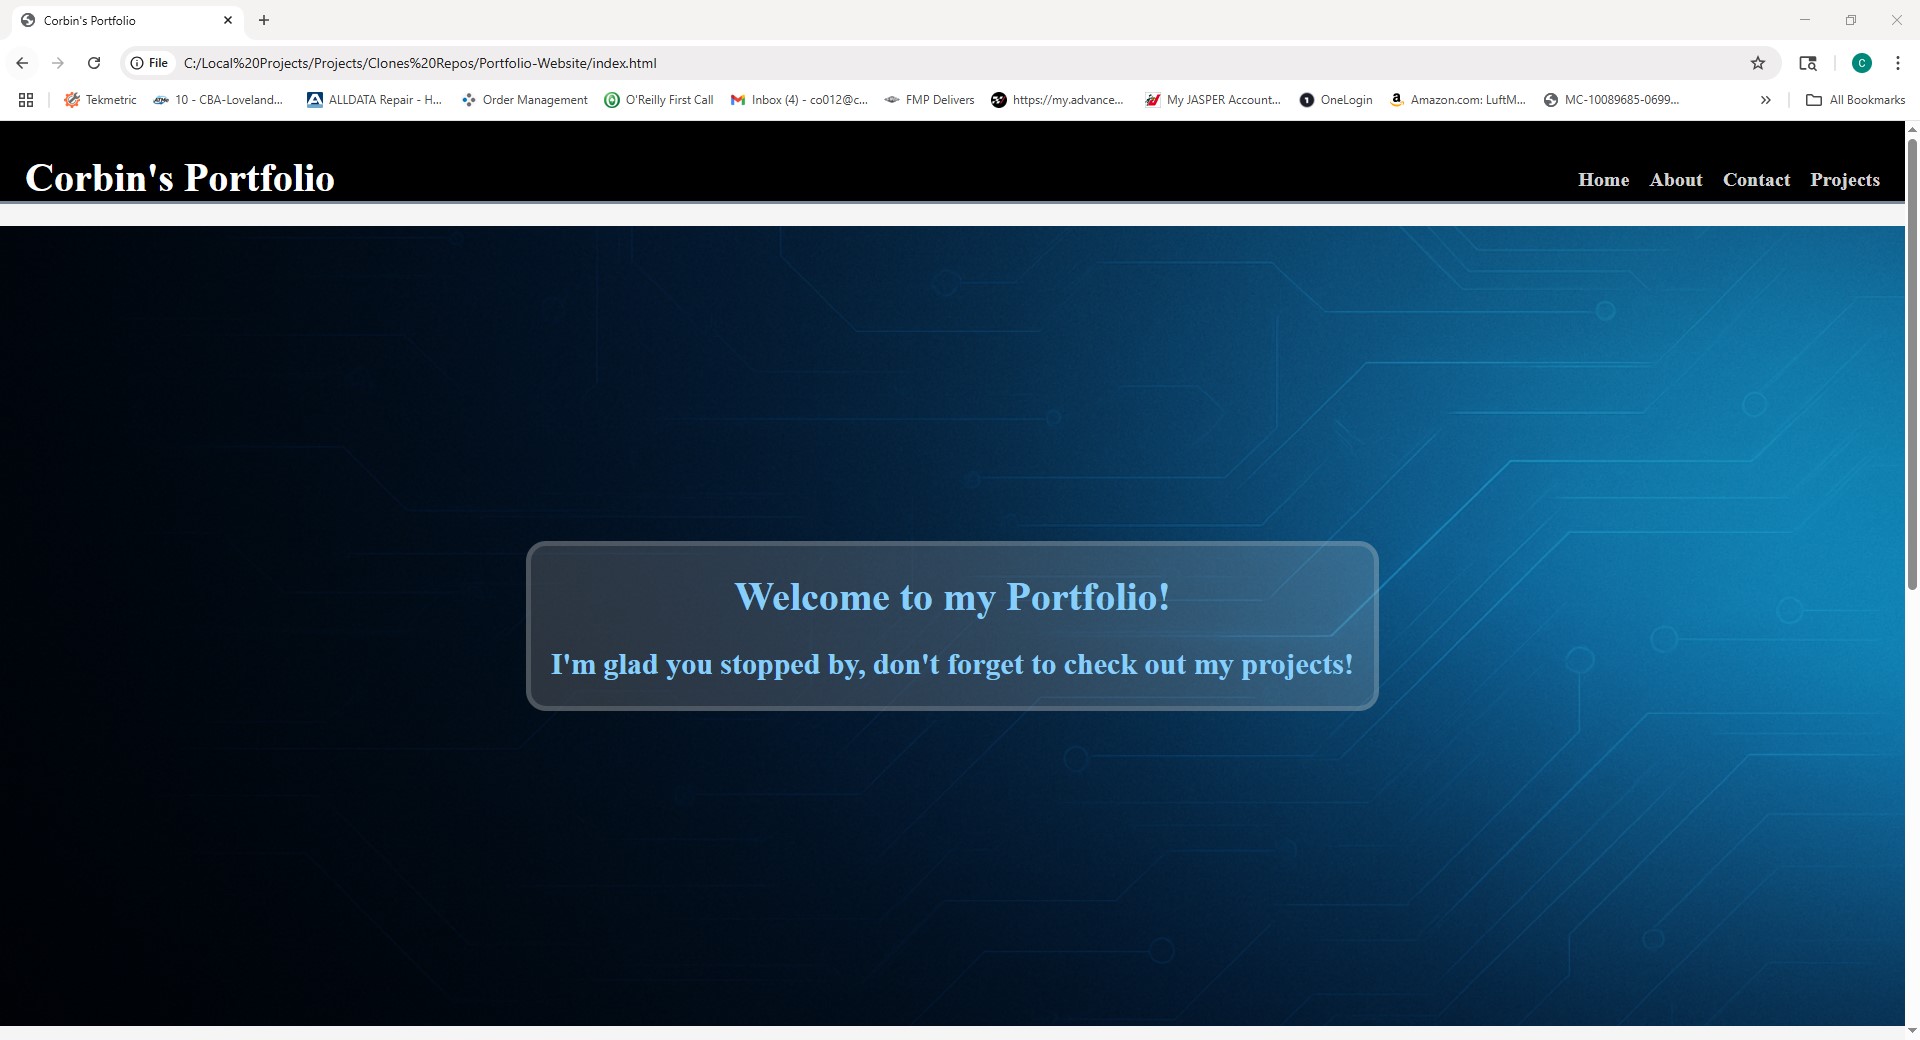 Corbin's Portfolio
File C:/Local%20Projects/Projects/Clones%20Repos/Portfolio-Website/index.html C
Tekmetric 10 - CBA-Loveland... ALLDATA Repair - H... Order Management O'Reilly First Call Inbox (4) - co012@c... FMP Delivers https://my.advance... My JASPER Account... OneLogin Amazon.com: LuftM... MC-10089685-0699... » All Bookmarks
Corbin's Portfolio Home About Contact Projects
Welcome to my Portfolio!
I'm glad you stopped by, don't forget to check out my projects!